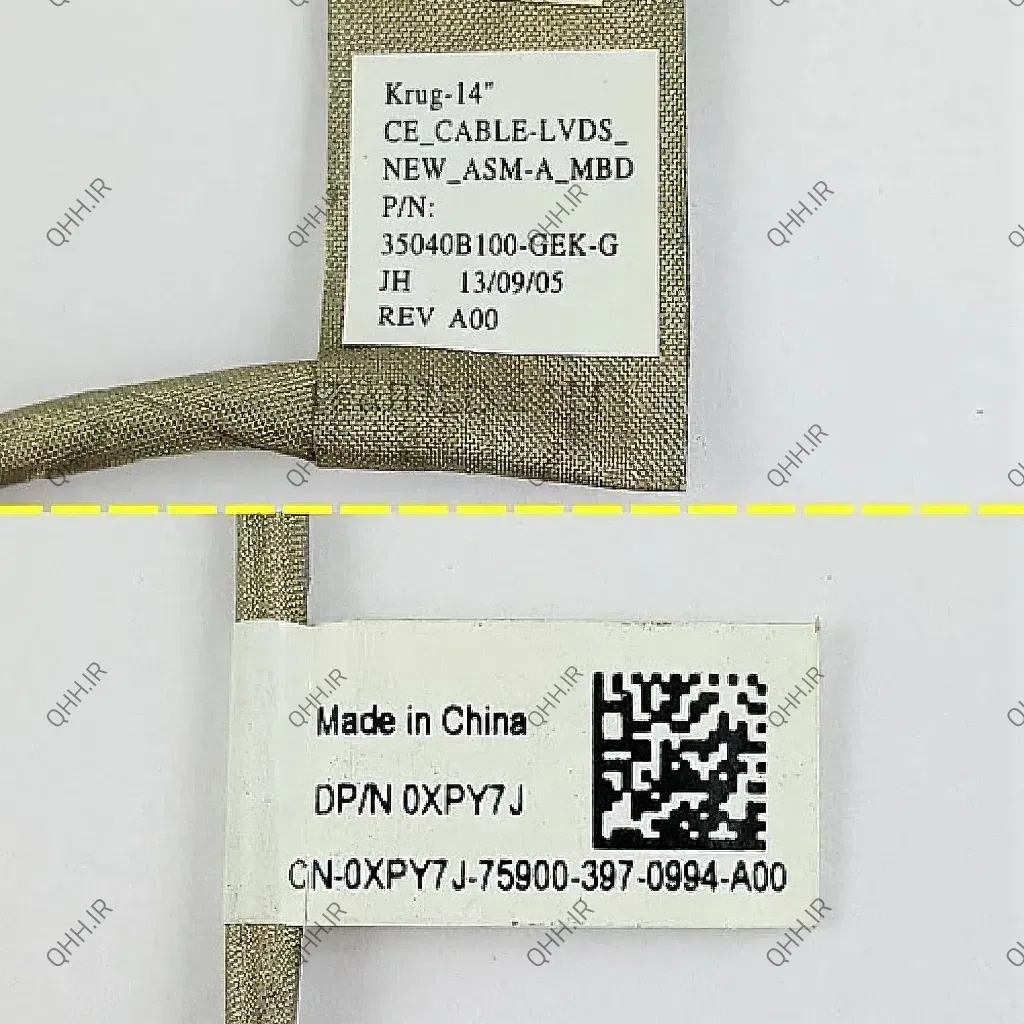 Krug-14"
CE_CABLE-LVDS_
NEW_ASM-A_MBD
P/N:
35040B100-GEK-G
JH 13/09/05
REV A00
Made in China
DP/N 0XPY7J
CN-0XPY7J-75900-397-0994-A00
QHH.IR